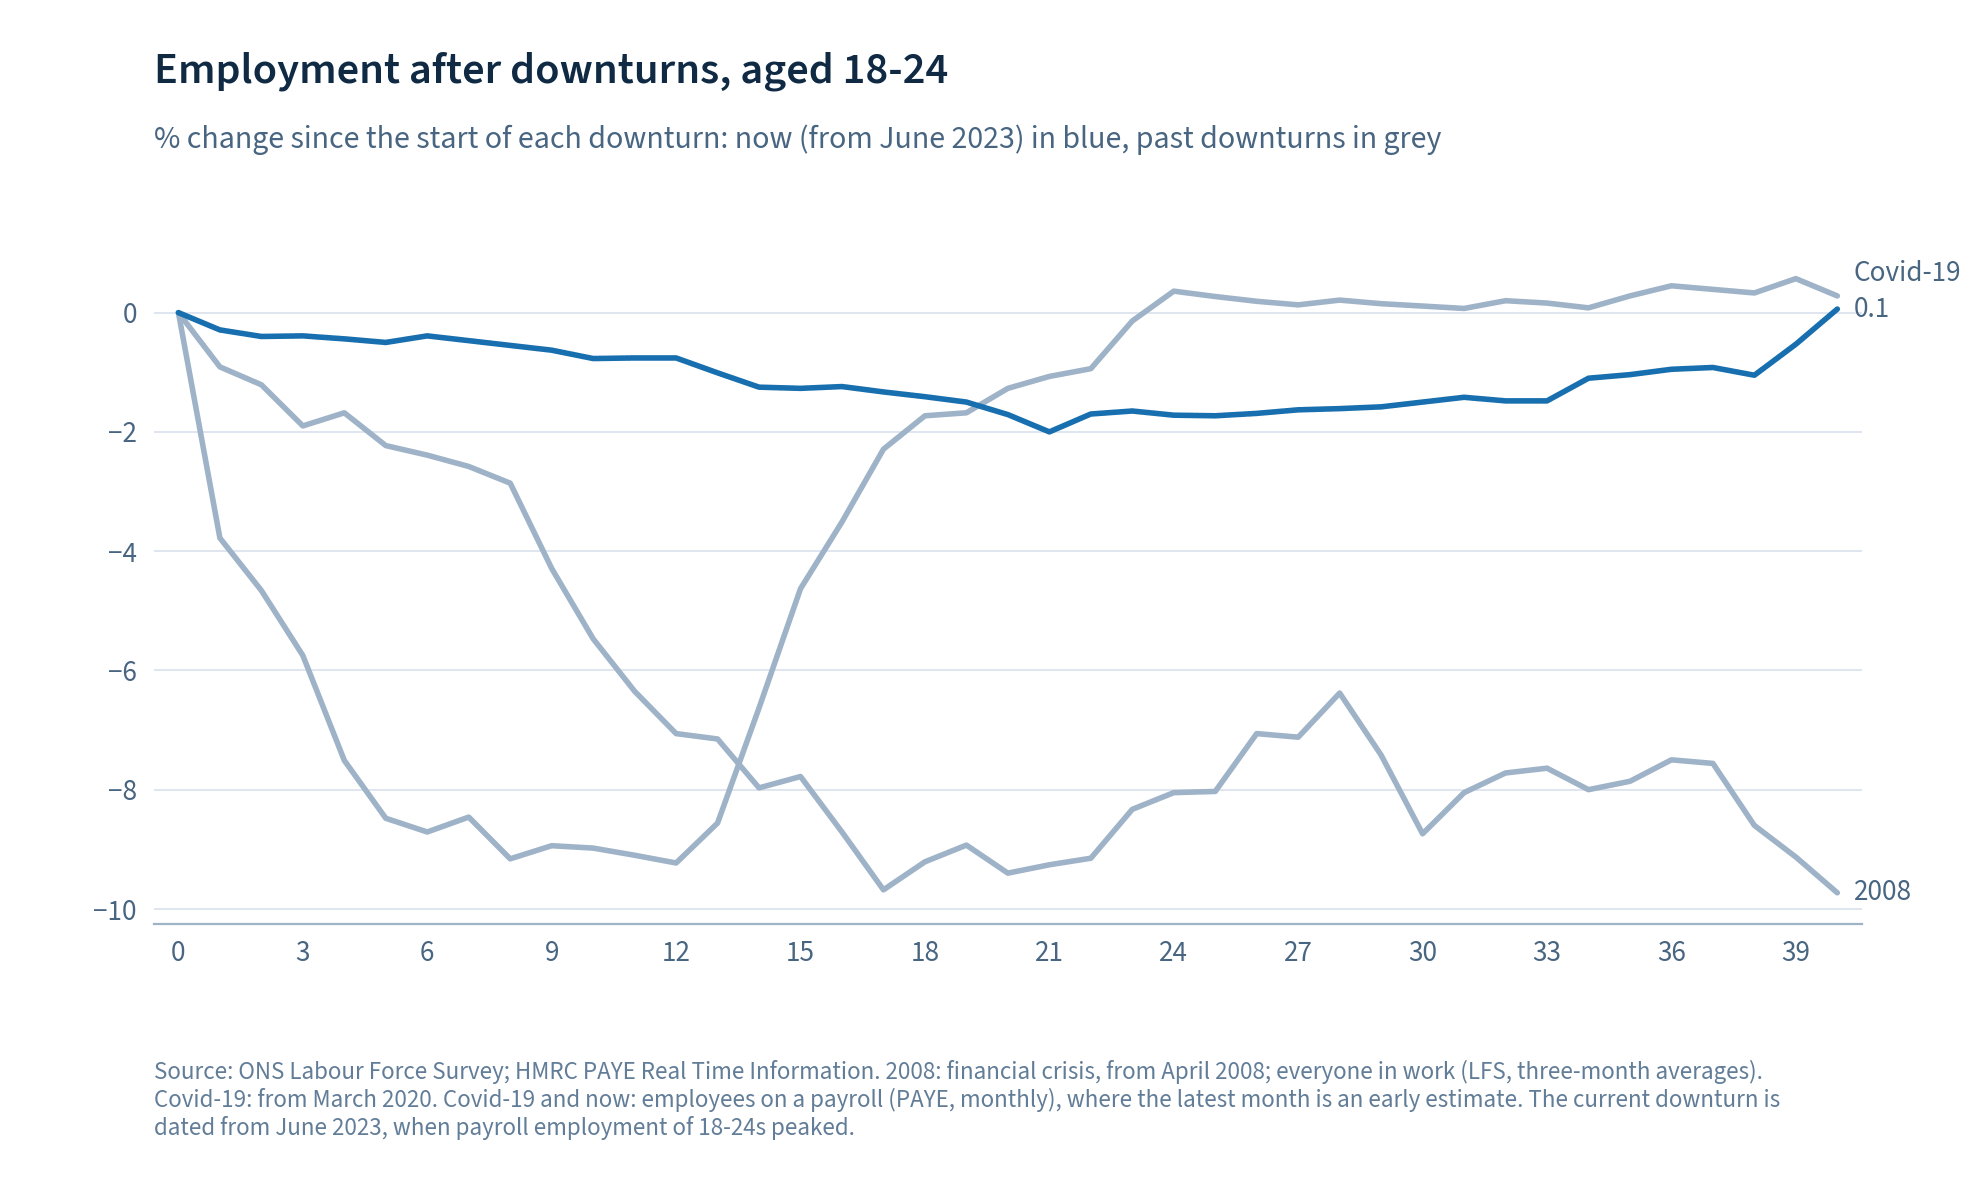 Employment after downturns, aged 18-24
% change since the start of each downturn: now (from June 2023) in blue, past downturns in grey
Covid-19
0.1
0
−2
−4
−6
−8
2008
−10
0 3 6 9 12 15 18 21 24 27 30 33 36 39
Source: ONS Labour Force Survey; HMRC PAYE Real Time Information. 2008: financial crisis, from April 2008; everyone in work (LFS, three-month averages).
Covid-19: from March 2020. Covid-19 and now: employees on a payroll (PAYE, monthly), where the latest month is an early estimate. The current downturn is
dated from June 2023, when payroll employment of 18-24s peaked.